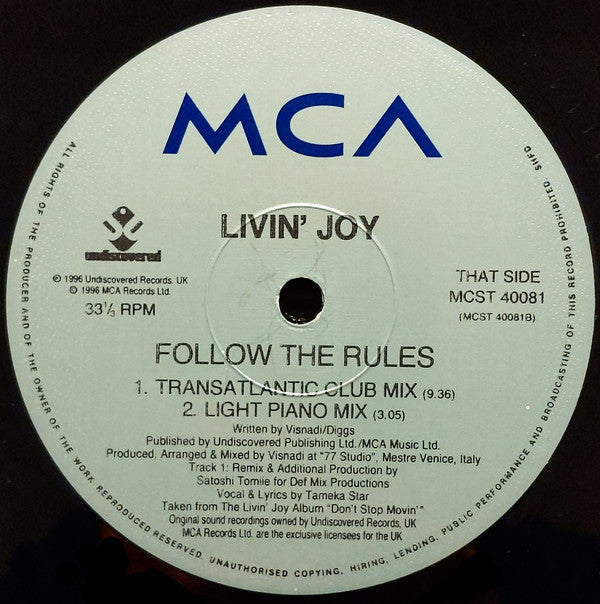 MCA
LIVIN' JOY
undiscovered
℗ 1996 Undiscovered Records, UK
© 1996 MCA Records Ltd.
33⅓ RPM
THAT SIDE
MCST 40081
(MCST 40081B)
FOLLOW THE RULES
1. TRANSATLANTIC CLUB MIX (9.36)
2. LIGHT PIANO MIX (3.05)
Written by Visnadi/Diggs
Published by Undiscovered Publishing Ltd./MCA Music Ltd.
Produced, Arranged & Mixed by Visnadi at "77 Studio", Mestre Venice, Italy
Track 1: Remix & Additional Production by
Satoshi Tomiie for Def Mix Productions
Vocal & Lyrics by Tameka Star
Taken from The Livin' Joy Album "Don't Stop Movin'"
Original sound recordings owned by Undiscovered Records, UK
MCA Records Ltd. are the exclusive licensees for the UK
ALL RIGHTS OF THE PRODUCER AND OF THE OWNER OF THE WORK REPRODUCED RESERVED. UNAUTHORISED COPYING, HIRING, LENDING, PUBLIC PERFORMANCE AND BROADCASTING OF THIS RECORD PROHIBITED. SHFD